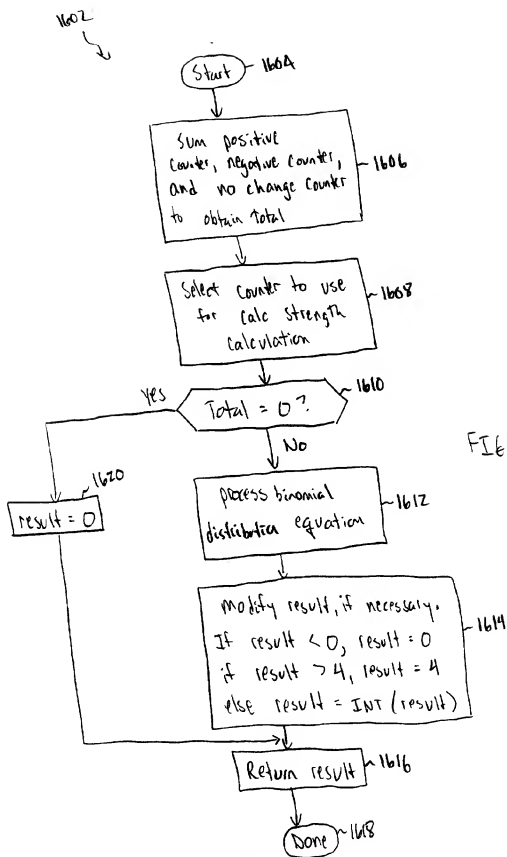 1602
Start
1604
Sum positive
counter, negative counter,
and no change counter
to obtain total
1606
Select counter to use
for calc strength
calculation
1608
Total = 0?
1610
Yes
No
1620
result = 0
process binomial
distribution equation
1612
FIG
modify result, if necessary.
If result < 0, result = 0
if result > 4, result = 4
else result = INT (result)
1614
Return result
1616
Done
1618